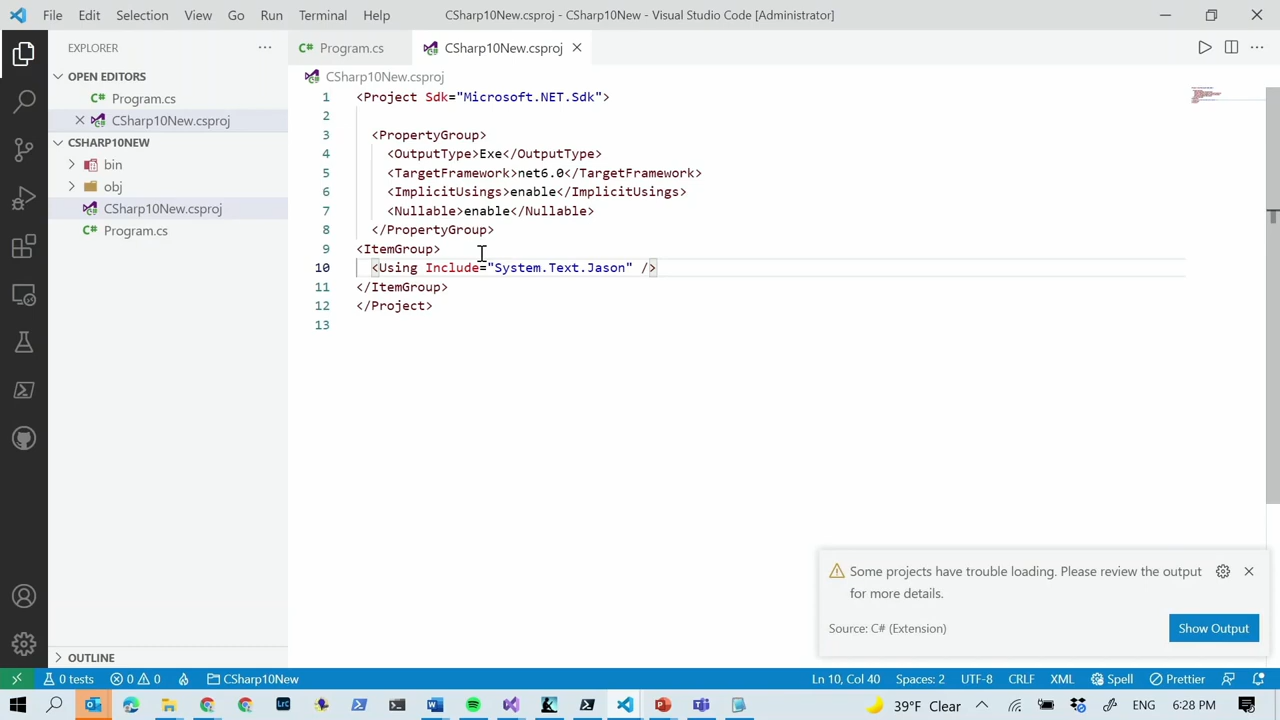 File Edit Selection View Go Run Terminal Help CSharp10New.csproj - CSharp10New - Visual Studio Code [Administrator]
EXPLORER
OPEN EDITORS
Program.cs
CSharp10New.csproj
CSHARP10NEW
bin
obj
CSharp10New.csproj
Program.cs
OUTLINE
Program.cs CSharp10New.csproj
CSharp10New.csproj
1 <Project Sdk="Microsoft.NET.Sdk">
2
3 <PropertyGroup>
4 <OutputType>Exe</OutputType>
5 <TargetFramework>net6.0</TargetFramework>
6 <ImplicitUsings>enable</ImplicitUsings>
7 <Nullable>enable</Nullable>
8 </PropertyGroup>
9 <ItemGroup>
10 <Using Include="System.Text.Jason" />
11 </ItemGroup>
12 </Project>
13
Some projects have trouble loading. Please review the output
for more details.
Source: C# (Extension)
Show Output
0 tests 0 0 CSharp10New Ln 10, Col 40 Spaces: 2 UTF-8 CRLF XML Spell Prettier
LrC 39°F Clear ENG 6:28 PM